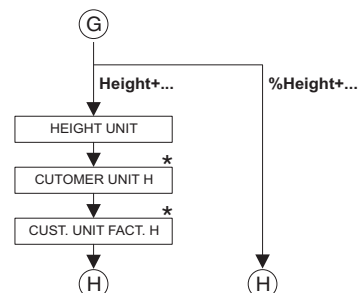 G
Height+... %Height+...
HEIGHT UNIT
*
CUTOMER UNIT H
*
CUST. UNIT FACT. H
H H